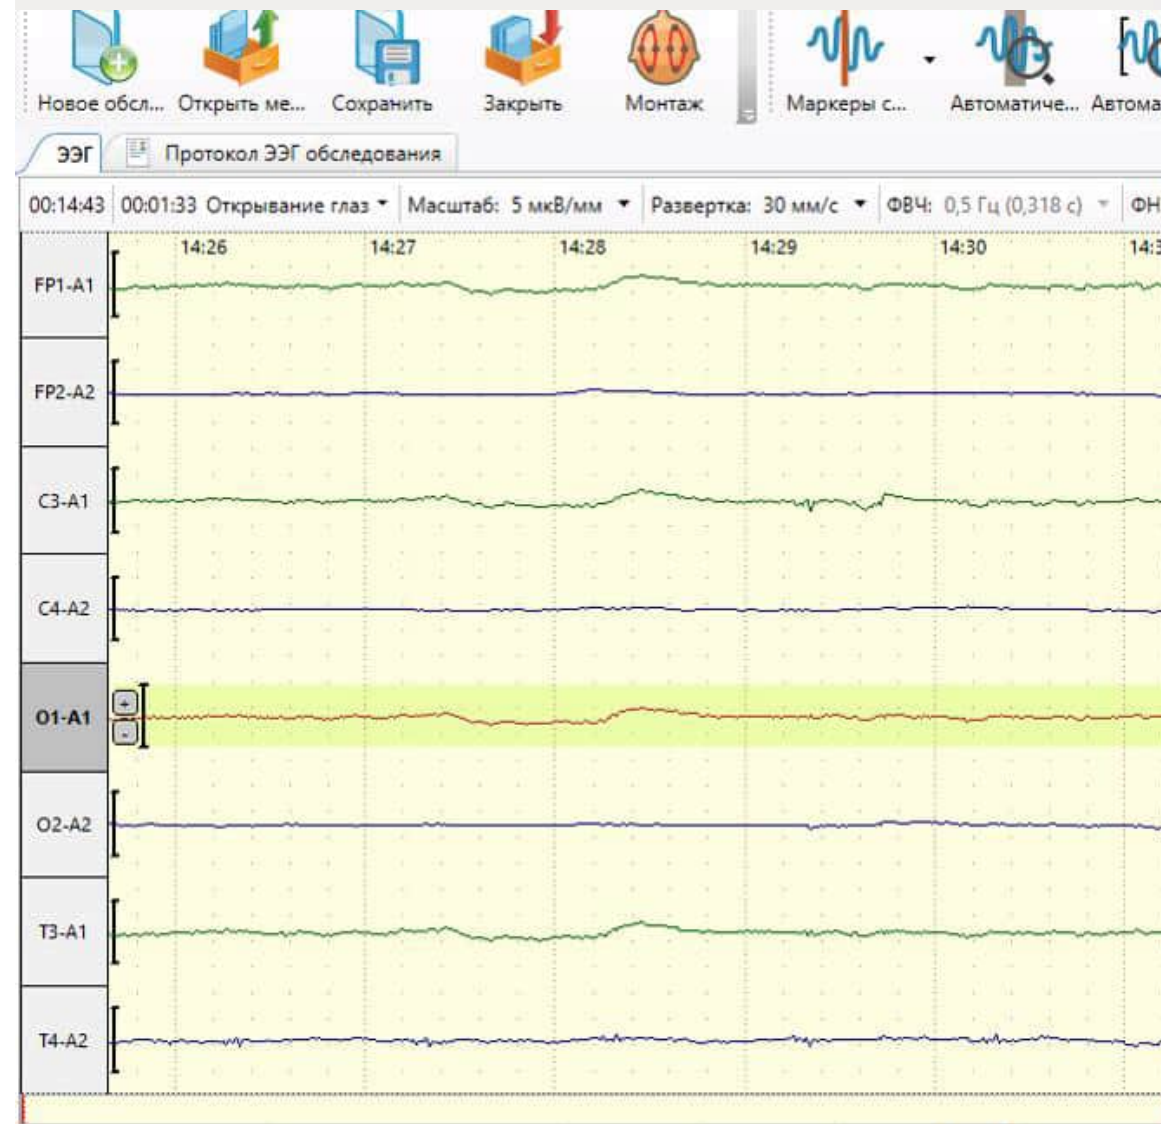 Новое обсл... Открыть ме... Сохранить Закрыть Монтаж Маркеры с... Автоматиче... Автома
ЭЭГ Протокол ЭЭГ обследования
00:14:43 00:01:33 Открывание глаз Масштаб: 5 мкВ/мм Развертка: 30 мм/с ФВЧ: 0,5 Гц (0,318 с) ФН
14:26 14:27 14:28 14:29 14:30 14:3
FP1-A1
FP2-A2
C3-A1
C4-A2
O1-A1
+
-
O2-A2
T3-A1
T4-A2